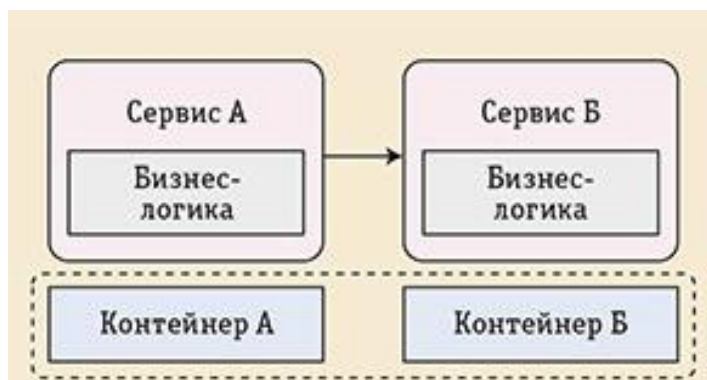 Сервис А
Сервис Б
Бизнес-
логика
Бизнес-
логика
Контейнер А
Контейнер Б